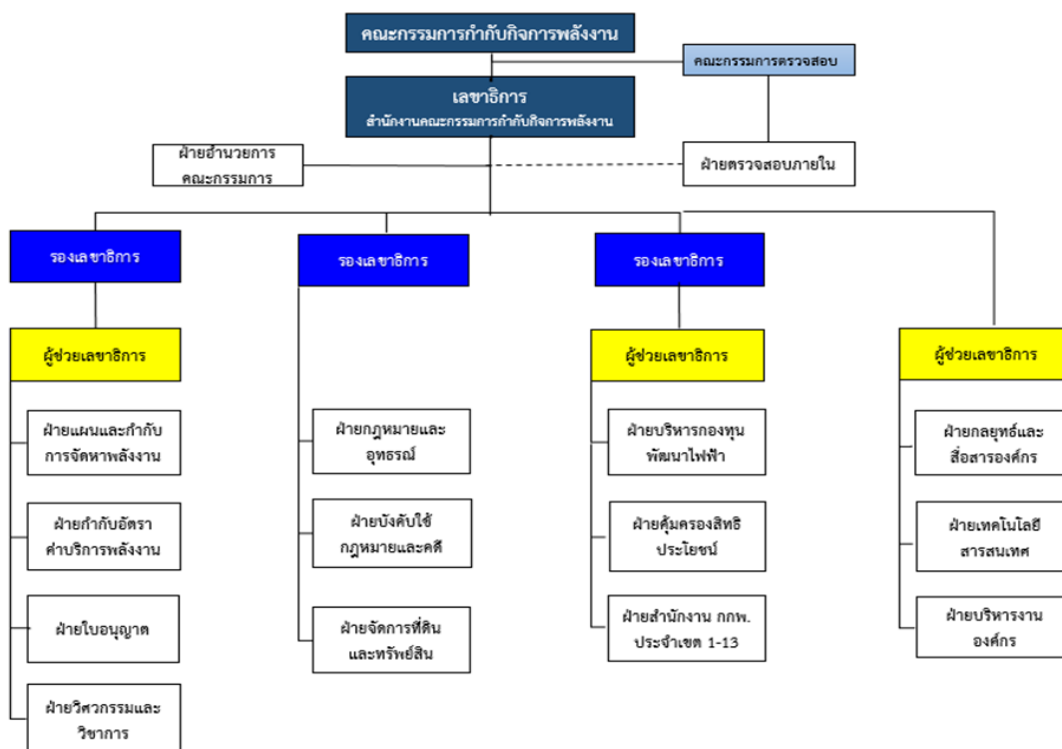 คณะกรรมการกำกับกิจการพลังงาน
คณะกรรมการตรวจสอบ
เลขาธิการ
สำนักงานคณะกรรมการกำกับกิจการพลังงาน
ฝ่ายอำนวยการ
คณะกรรมการ
ฝ่ายตรวจสอบภายใน
รองเลขาธิการ
รองเลขาธิการ
รองเลขาธิการ
ผู้ช่วยเลขาธิการ
ผู้ช่วยเลขาธิการ
ผู้ช่วยเลขาธิการ
ฝ่ายแผนและกำกับ
การจัดหาพลังงาน
ฝ่ายกฎหมายและ
อุทธรณ์
ฝ่ายบริหารกองทุน
พัฒนาไฟฟ้า
ฝ่ายกลยุทธ์และ
สื่อสารองค์กร
ฝ่ายกำกับอัตรา
ค่าบริการพลังงาน
ฝ่ายบังคับใช้
กฎหมายและคดี
ฝ่ายคุ้มครองสิทธิ
ประโยชน์
ฝ่ายเทคโนโลยี
สารสนเทศ
ฝ่ายใบอนุญาต
ฝ่ายจัดการที่ดิน
และทรัพย์สิน
ฝ่ายสำนักงาน กกพ.
ประจำเขต 1-13
ฝ่ายบริหารงาน
องค์กร
ฝ่ายวิศวกรรมและ
วิชาการ